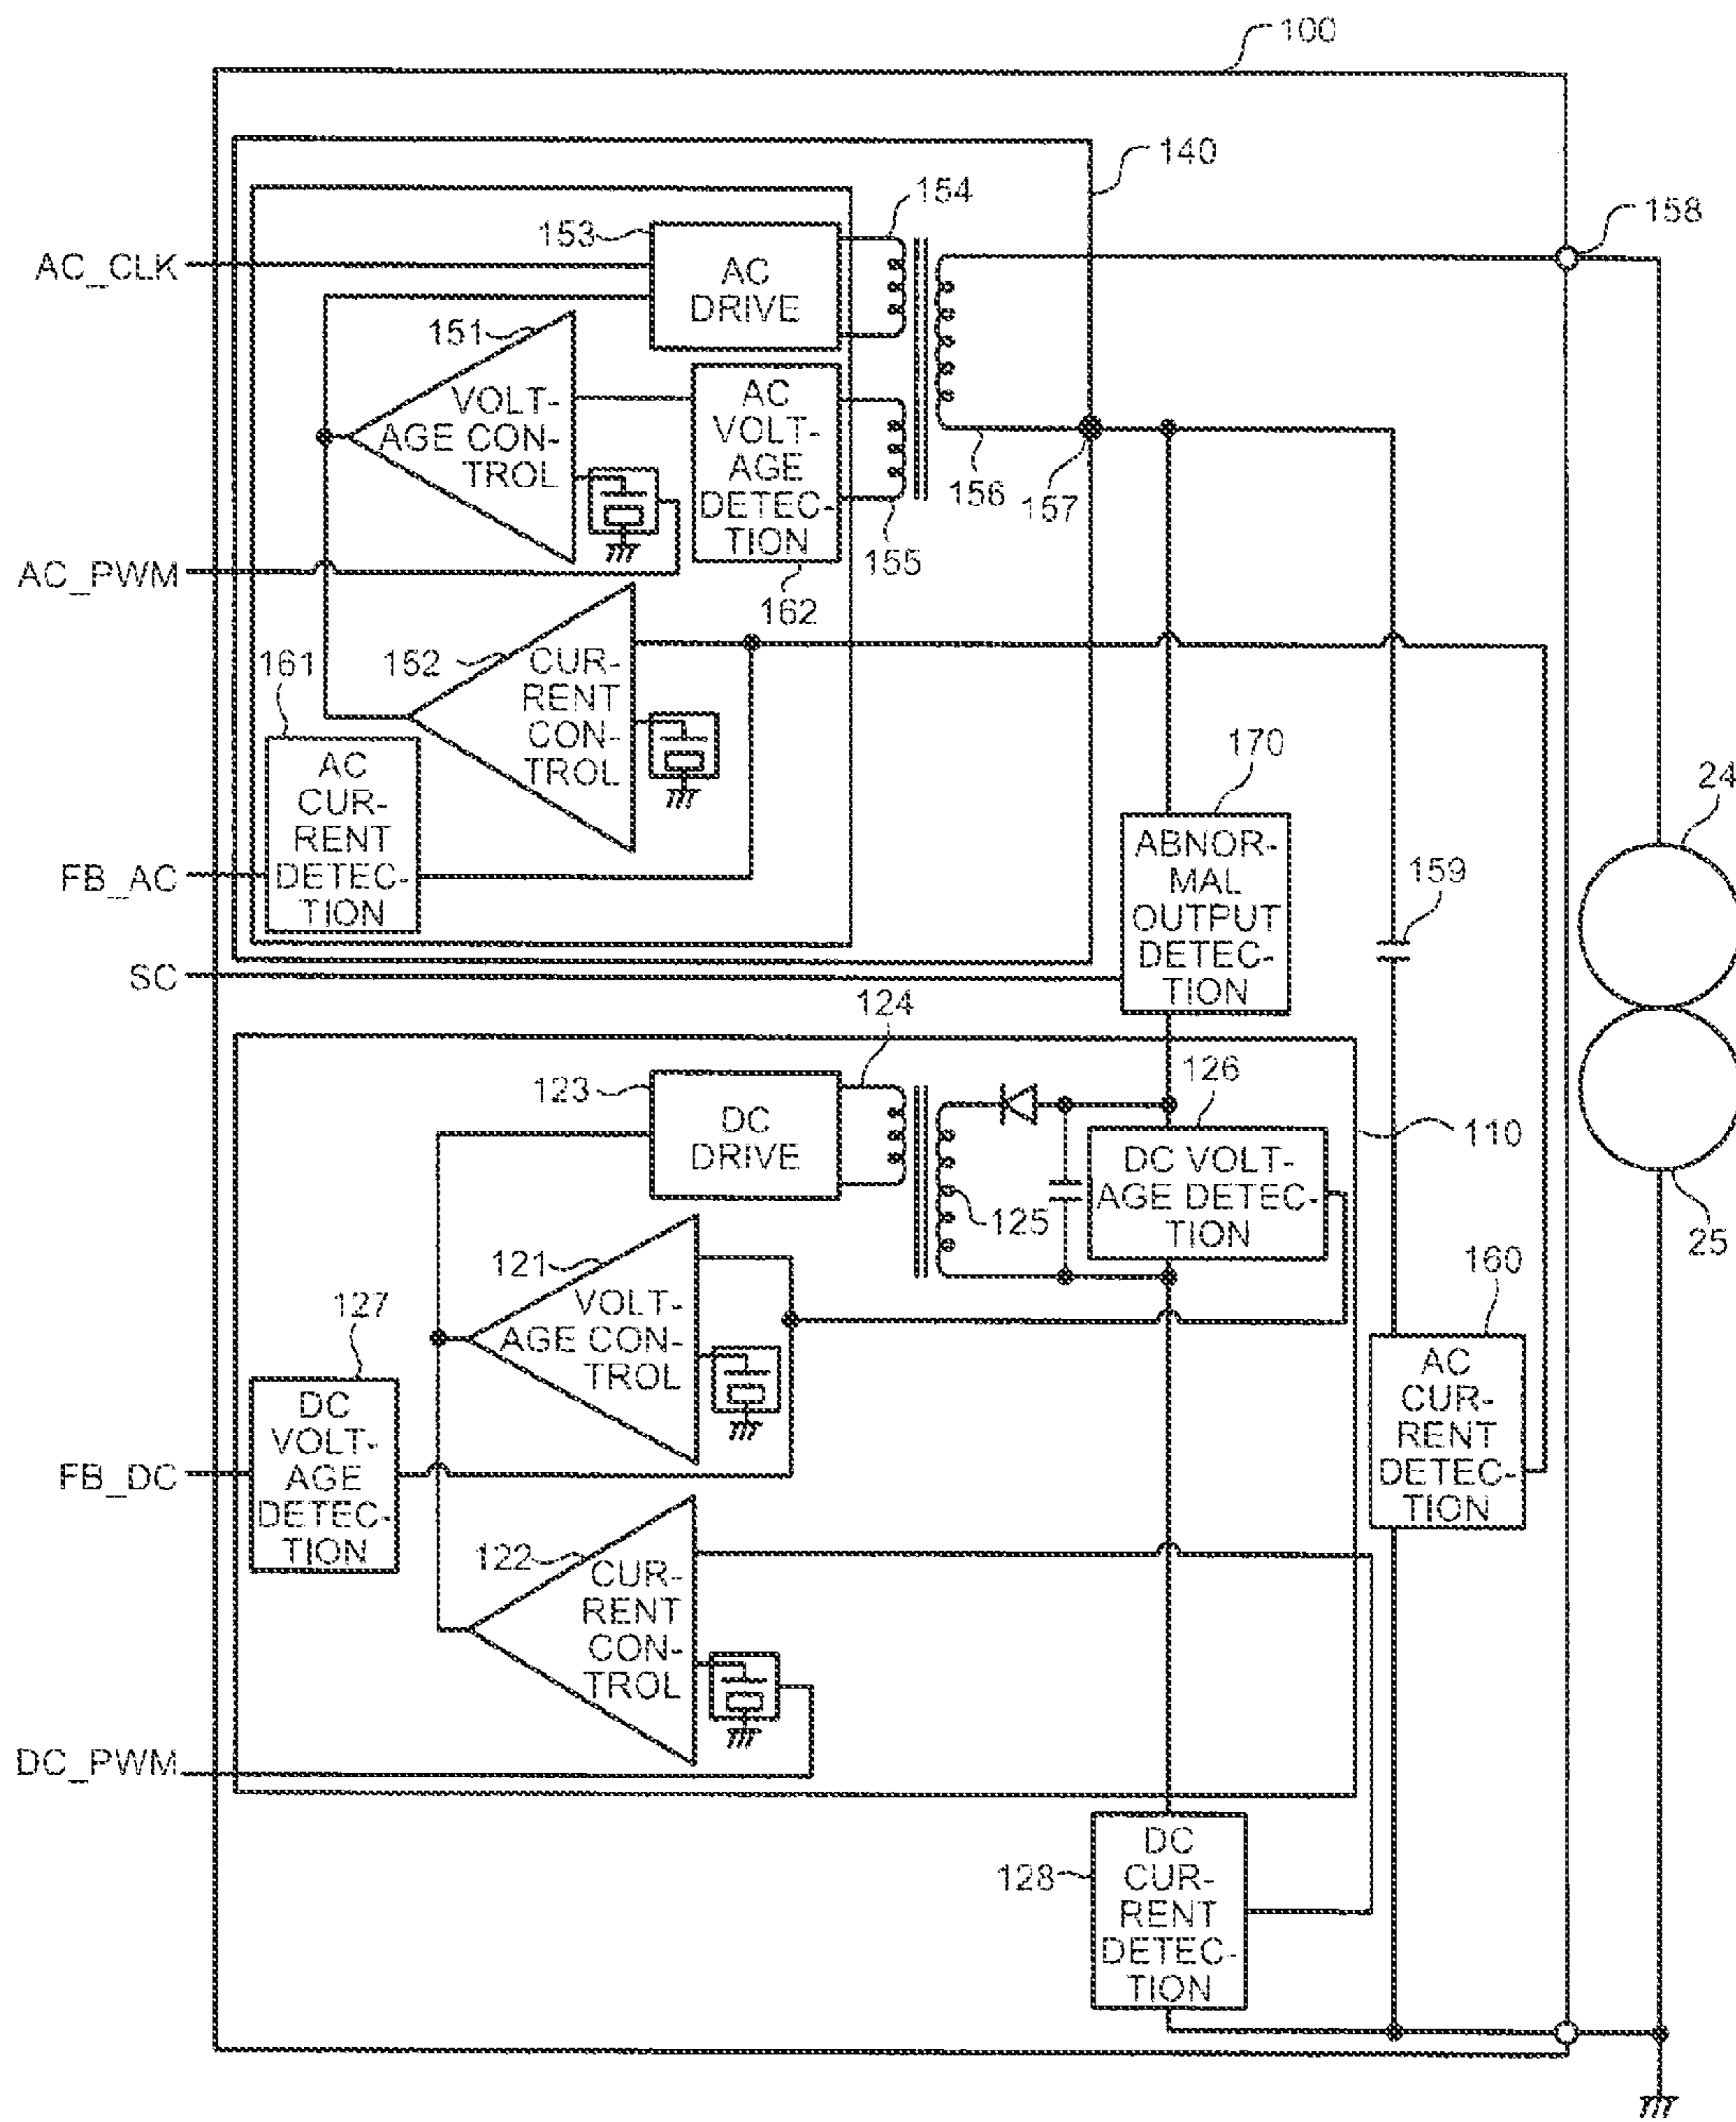 100
140
154
158
153
AC_CLK
AC
DRIVE
151
VOLT-
AGE CON-
TROL
AC
VOLT-
AGE
DETEC-
TION
156
157
155
AC_PWM
162
161
152
CUR-
RENT
CON-
TROL
170
AC
CUR-
RENT
DETEC-
TION
24
ABNOR-
MAL
OUTPUT
DETEC-
TION
159
FB_AC
SC
124
123
DC
DRIVE
126
110
DC VOLT-
AGE DETEC-
TION
125
25
121
VOLT-
AGE CON-
TROL
127
160
AC
CUR-
RENT
DETEC-
TION
DC
VOLT-
AGE
DETEC-
TION
FB_DC
122
CUR-
RENT
CON-
TROL
DC_PWM
128
DC
CUR-
RENT
DETEC-
TION